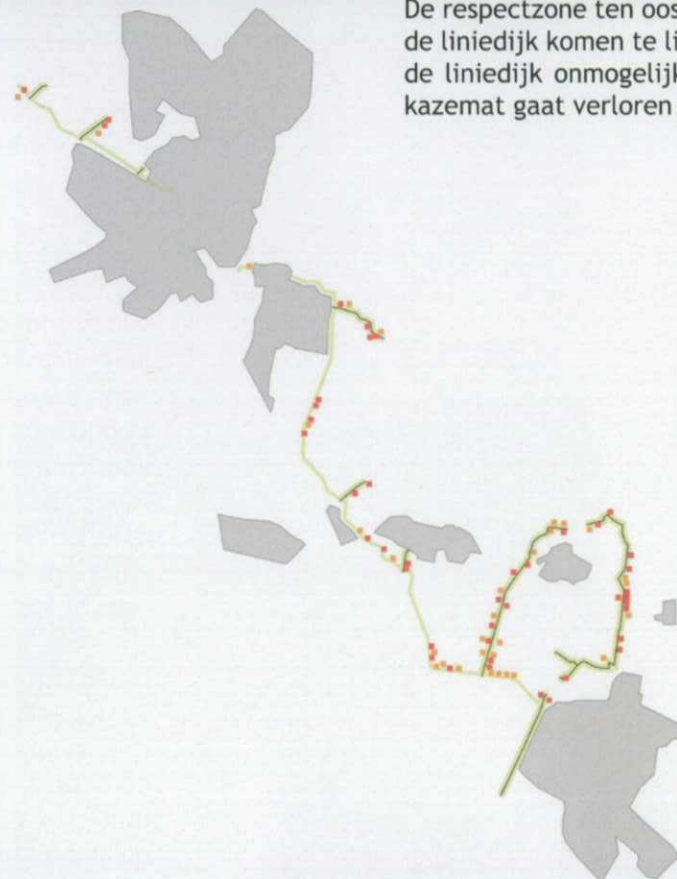 De respectzone ten oos
de liniedijk komen te li
de liniedijk onmogelijk
kazemat gaat verloren